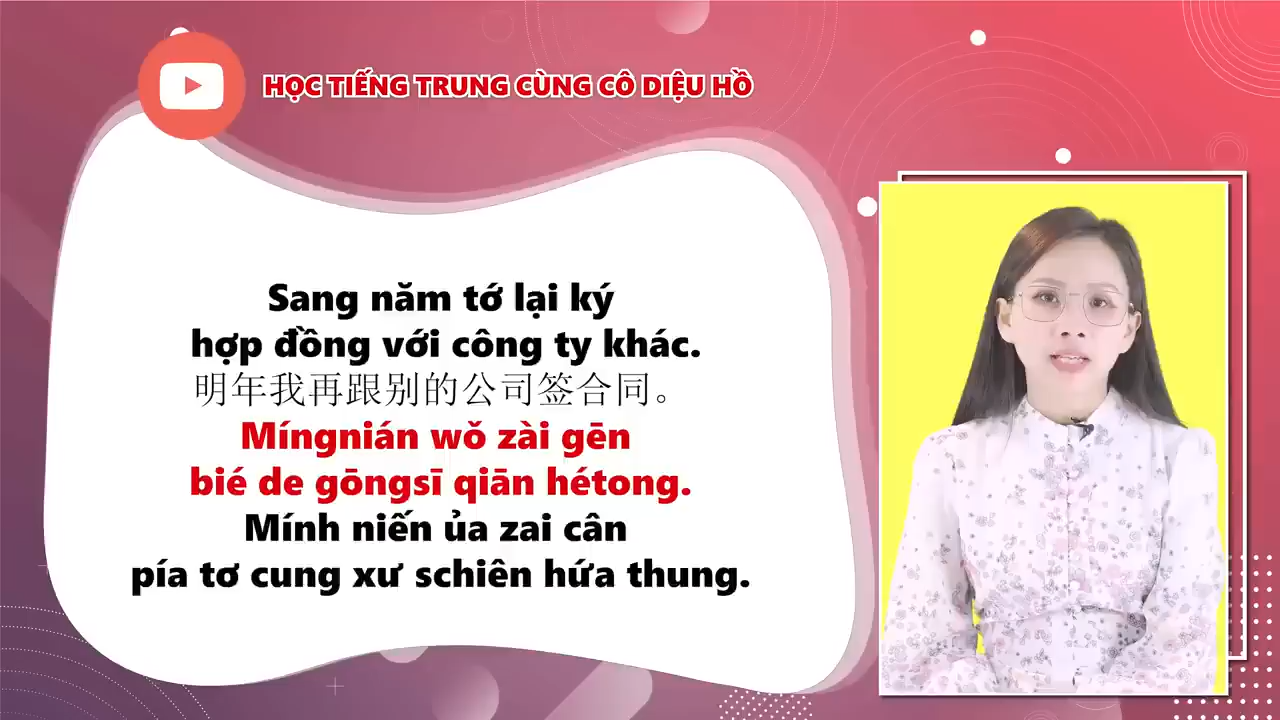 HỌC TIẾNG TRUNG CÙNG CÔ DIỆU HỒ
Sang năm tớ lại ký
hợp đồng với công ty khác.
明年我再跟别的公司签合同。
Míngnián wǒ zài gēn
bié de gōngsī qiān hétong.
Mính niến ủa zai cân
pía tơ cung xư schiên hứa thung.